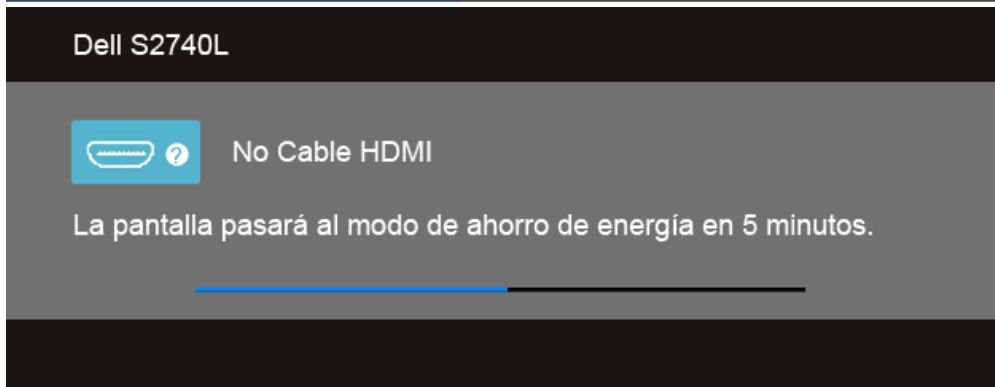 Dell S2740L
No Cable HDMI
La pantalla pasará al modo de ahorro de energía en 5 minutos.